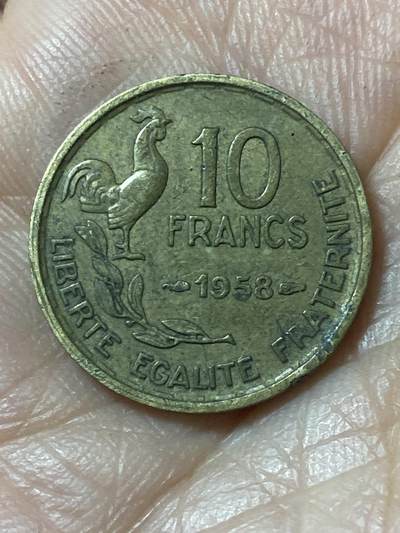 10
FRANCS
1958
LIBERTE EGALITE FRATERNITE